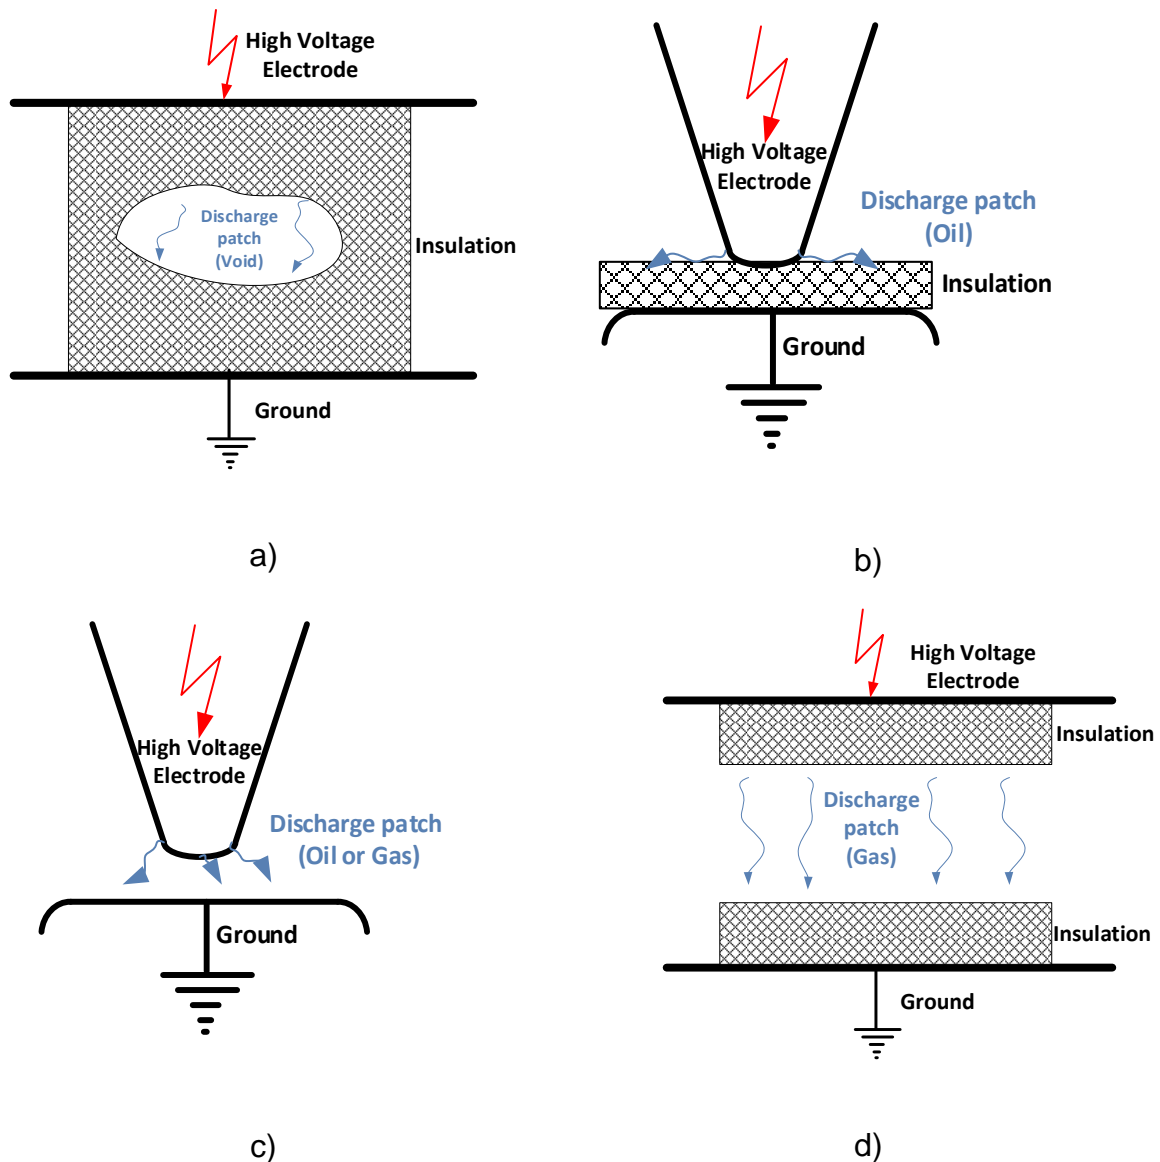 High Voltage
Electrode
Discharge
patch
(Void)
Insulation
Ground
a)
High Voltage
Electrode
Discharge patch
(Oil)
Insulation
Ground
b)
High Voltage
Electrode
Discharge patch
(Oil or Gas)
Ground
c)
High Voltage
Electrode
Insulation
Discharge
patch
(Gas)
Insulation
Ground
d)